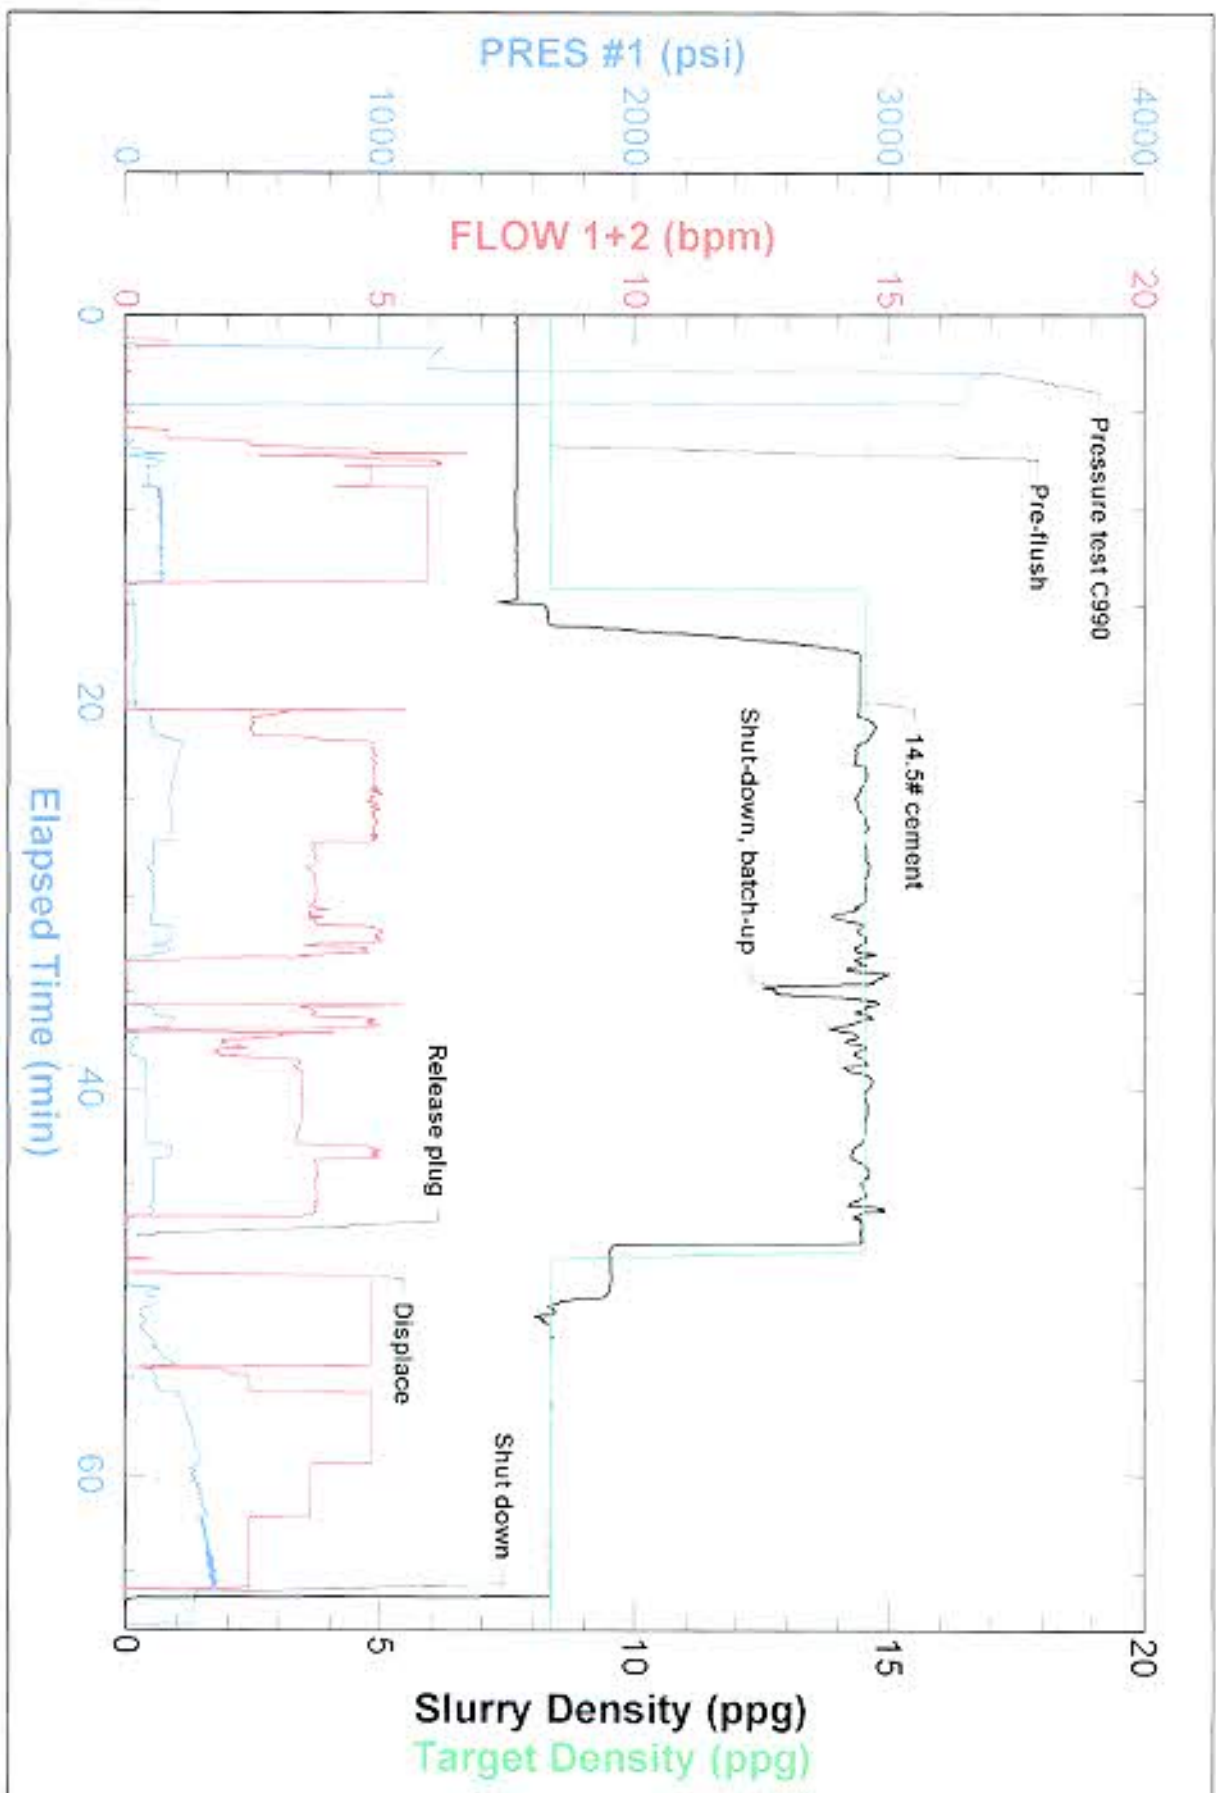 PRES #1 (psi)
0
1000
2000
3000
4000
FLOW 1+2 (bpm)
0
5
10
15
20
0
20
40
60
Elapsed Time (min)
Pressure test C990
Pre-flush
14.5# cement
Shut-down, batch-up
Release plug
Displace
Shut down
0
5
10
15
20
Slurry Density (ppg)
Target Density (ppg)